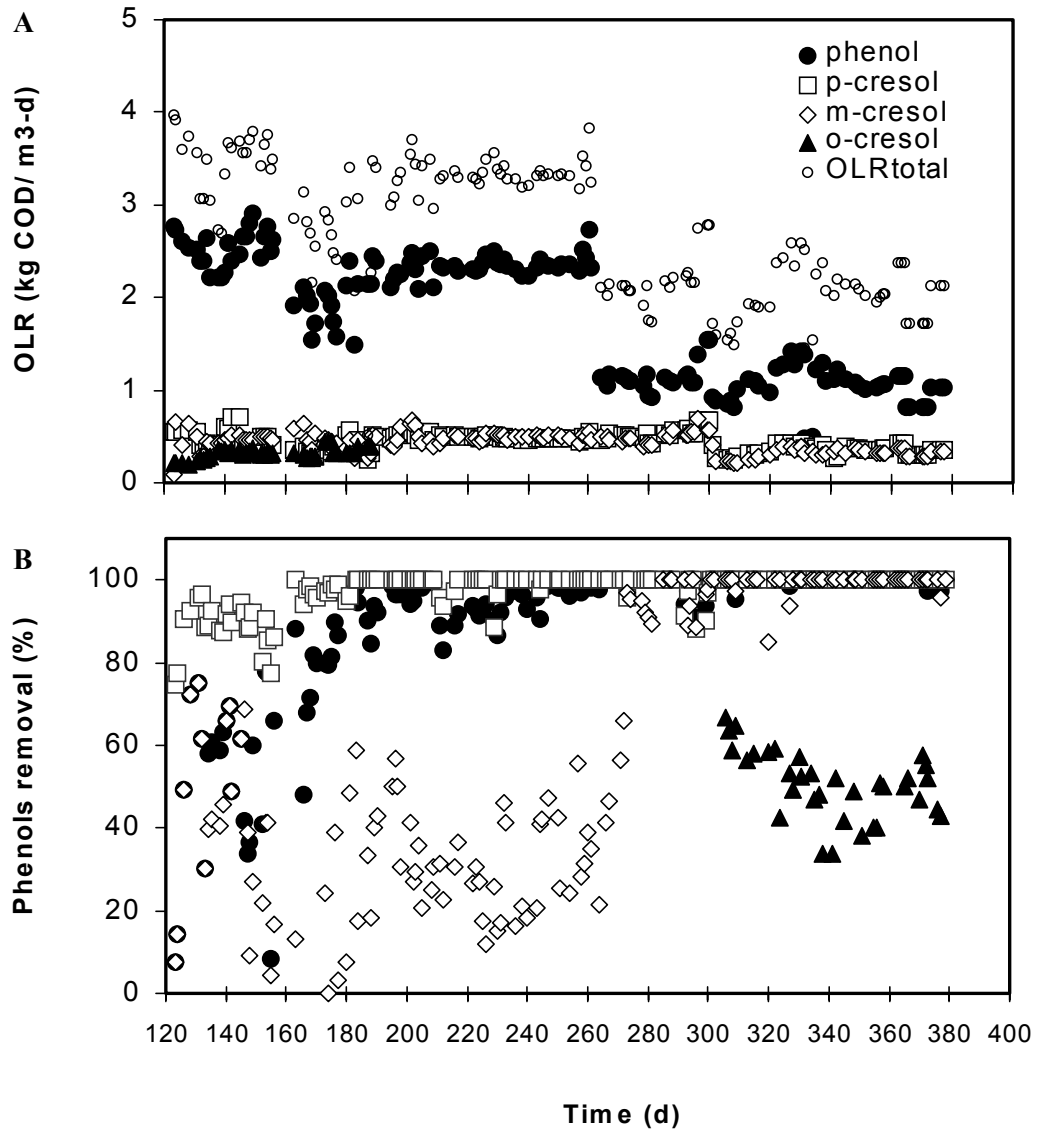 A
OLR (kg COD/ m3-d)
5
4
3
2
1
0
phenol
p-cresol
m-cresol
o-cresol
OLRtotal
B
Phenols removal (%)
100
80
60
40
20
0
120 140 160 180 200 220 240 260 280 300 320 340 360 380 400
Time (d)